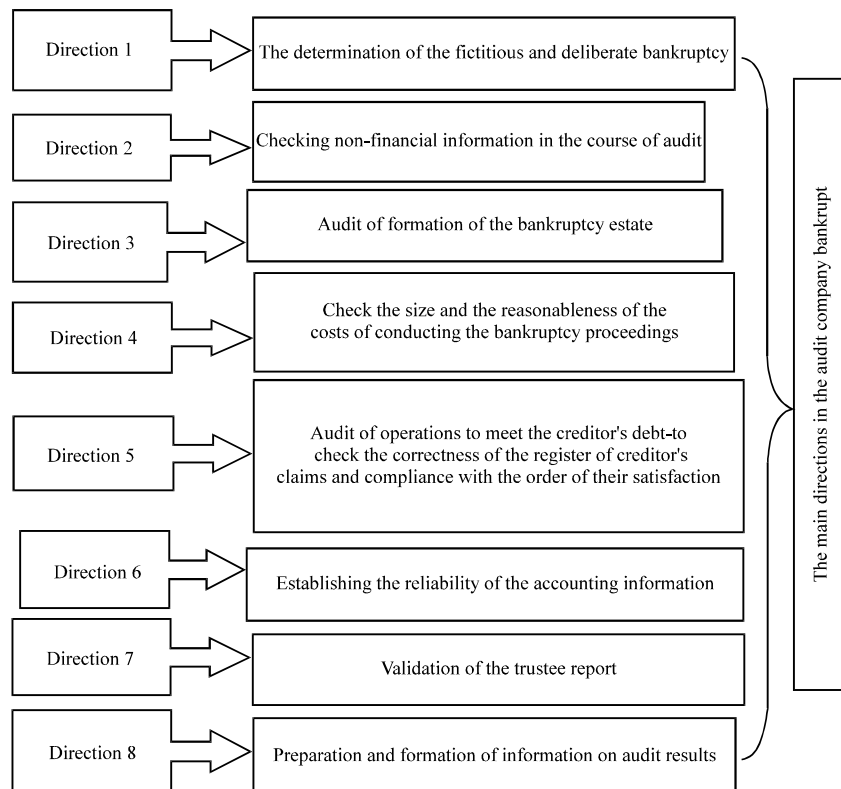 Direction 1
The determination of the fictitious and deliberate bankruptcy
Direction 2
Checking non-financial information in the course of audit
Direction 3
Audit of formation of the bankruptcy estate
Direction 4
Check the size and the reasonableness of the
costs of conducting the bankruptcy proceedings
Direction 5
Audit of operations to meet the creditor's debt-to
check the correctness of the register of creditor's
claims and compliance with the order of their satisfaction
Direction 6
Establishing the reliability of the accounting information
Direction 7
Validation of the trustee report
Direction 8
Preparation and formation of information on audit results
The main directions in the audit company bankrupt